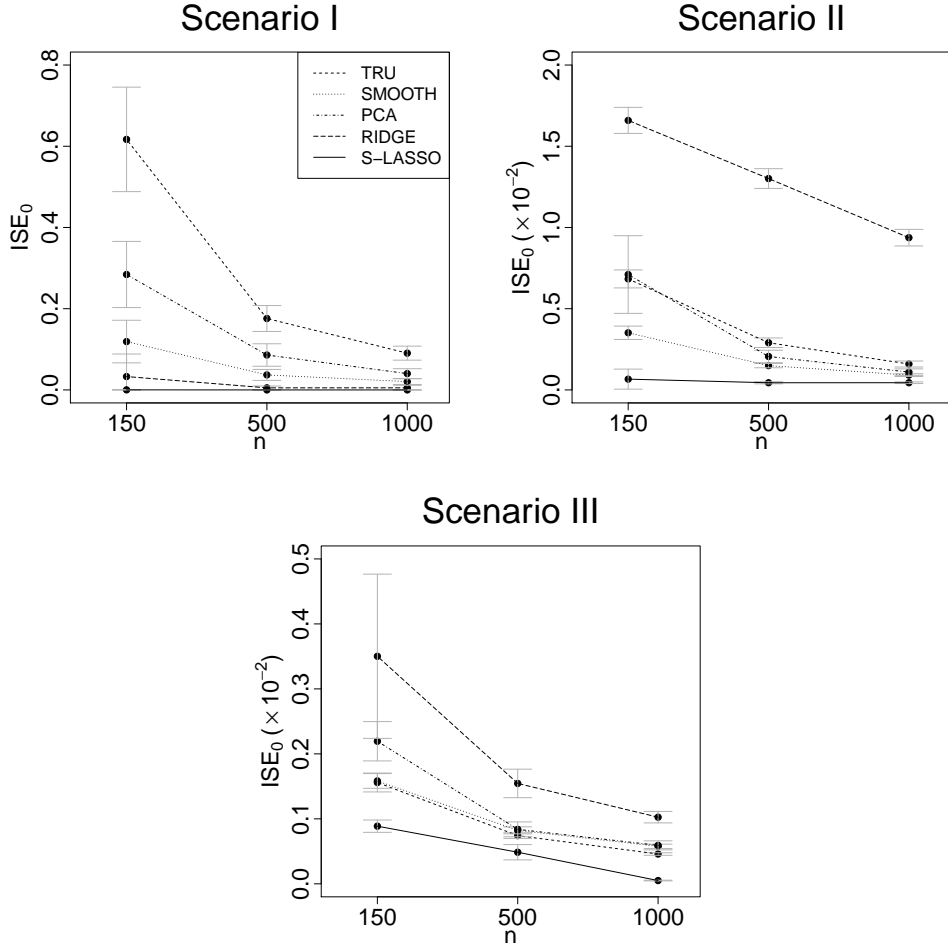 Scenario I
ISE₀
0.8
0.6
0.4
0.2
0.0
TRU
SMOOTH
PCA
RIDGE
S−LASSO
150
500
1000
n
Scenario II
ISE₀ (×10⁻²)
2.0
1.5
1.0
0.5
0.0
150
500
1000
n
Scenario III
ISE₀ (×10⁻²)
0.5
0.4
0.3
0.2
0.1
0.0
150
500
1000
n